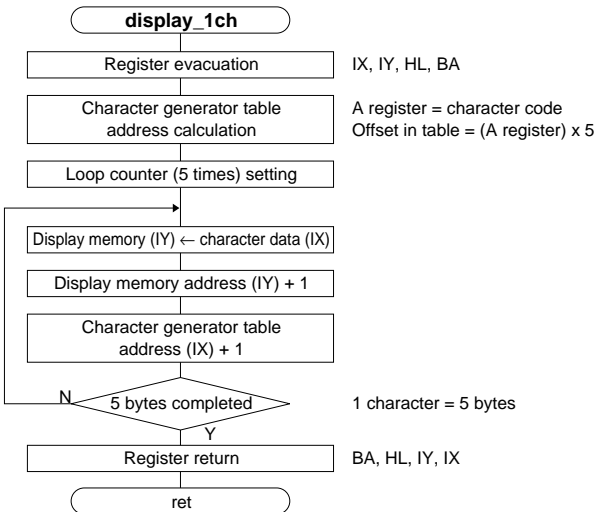 display_1ch
Register evacuation
IX, IY, HL, BA
Character generator table
address calculation
A register = character code
Offset in table = (A register) x 5
Loop counter (5 times) setting
Display memory (IY) ← character data (IX)
Display memory address (IY) + 1
Character generator table
address (IX) + 1
N
5 bytes completed
1 character = 5 bytes
Y
Register return
BA, HL, IY, IX
ret